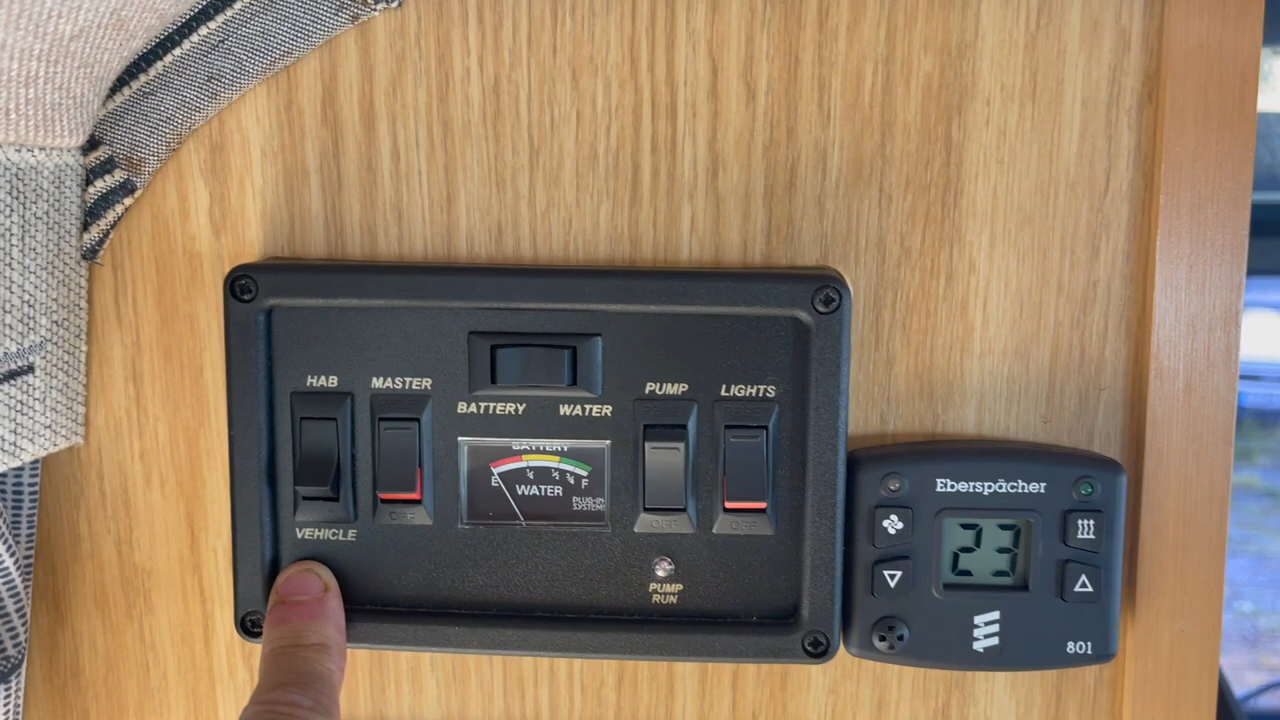 HAB
MASTER
BATTERY
WATER
PUMP
LIGHTS
BATTERY
E ¼ ½ ¾ F
WATER
PLUG-IN
SYSTEMS
OFF
OFF
OFF
VEHICLE
PUMP
RUN
Eberspächer
23
801